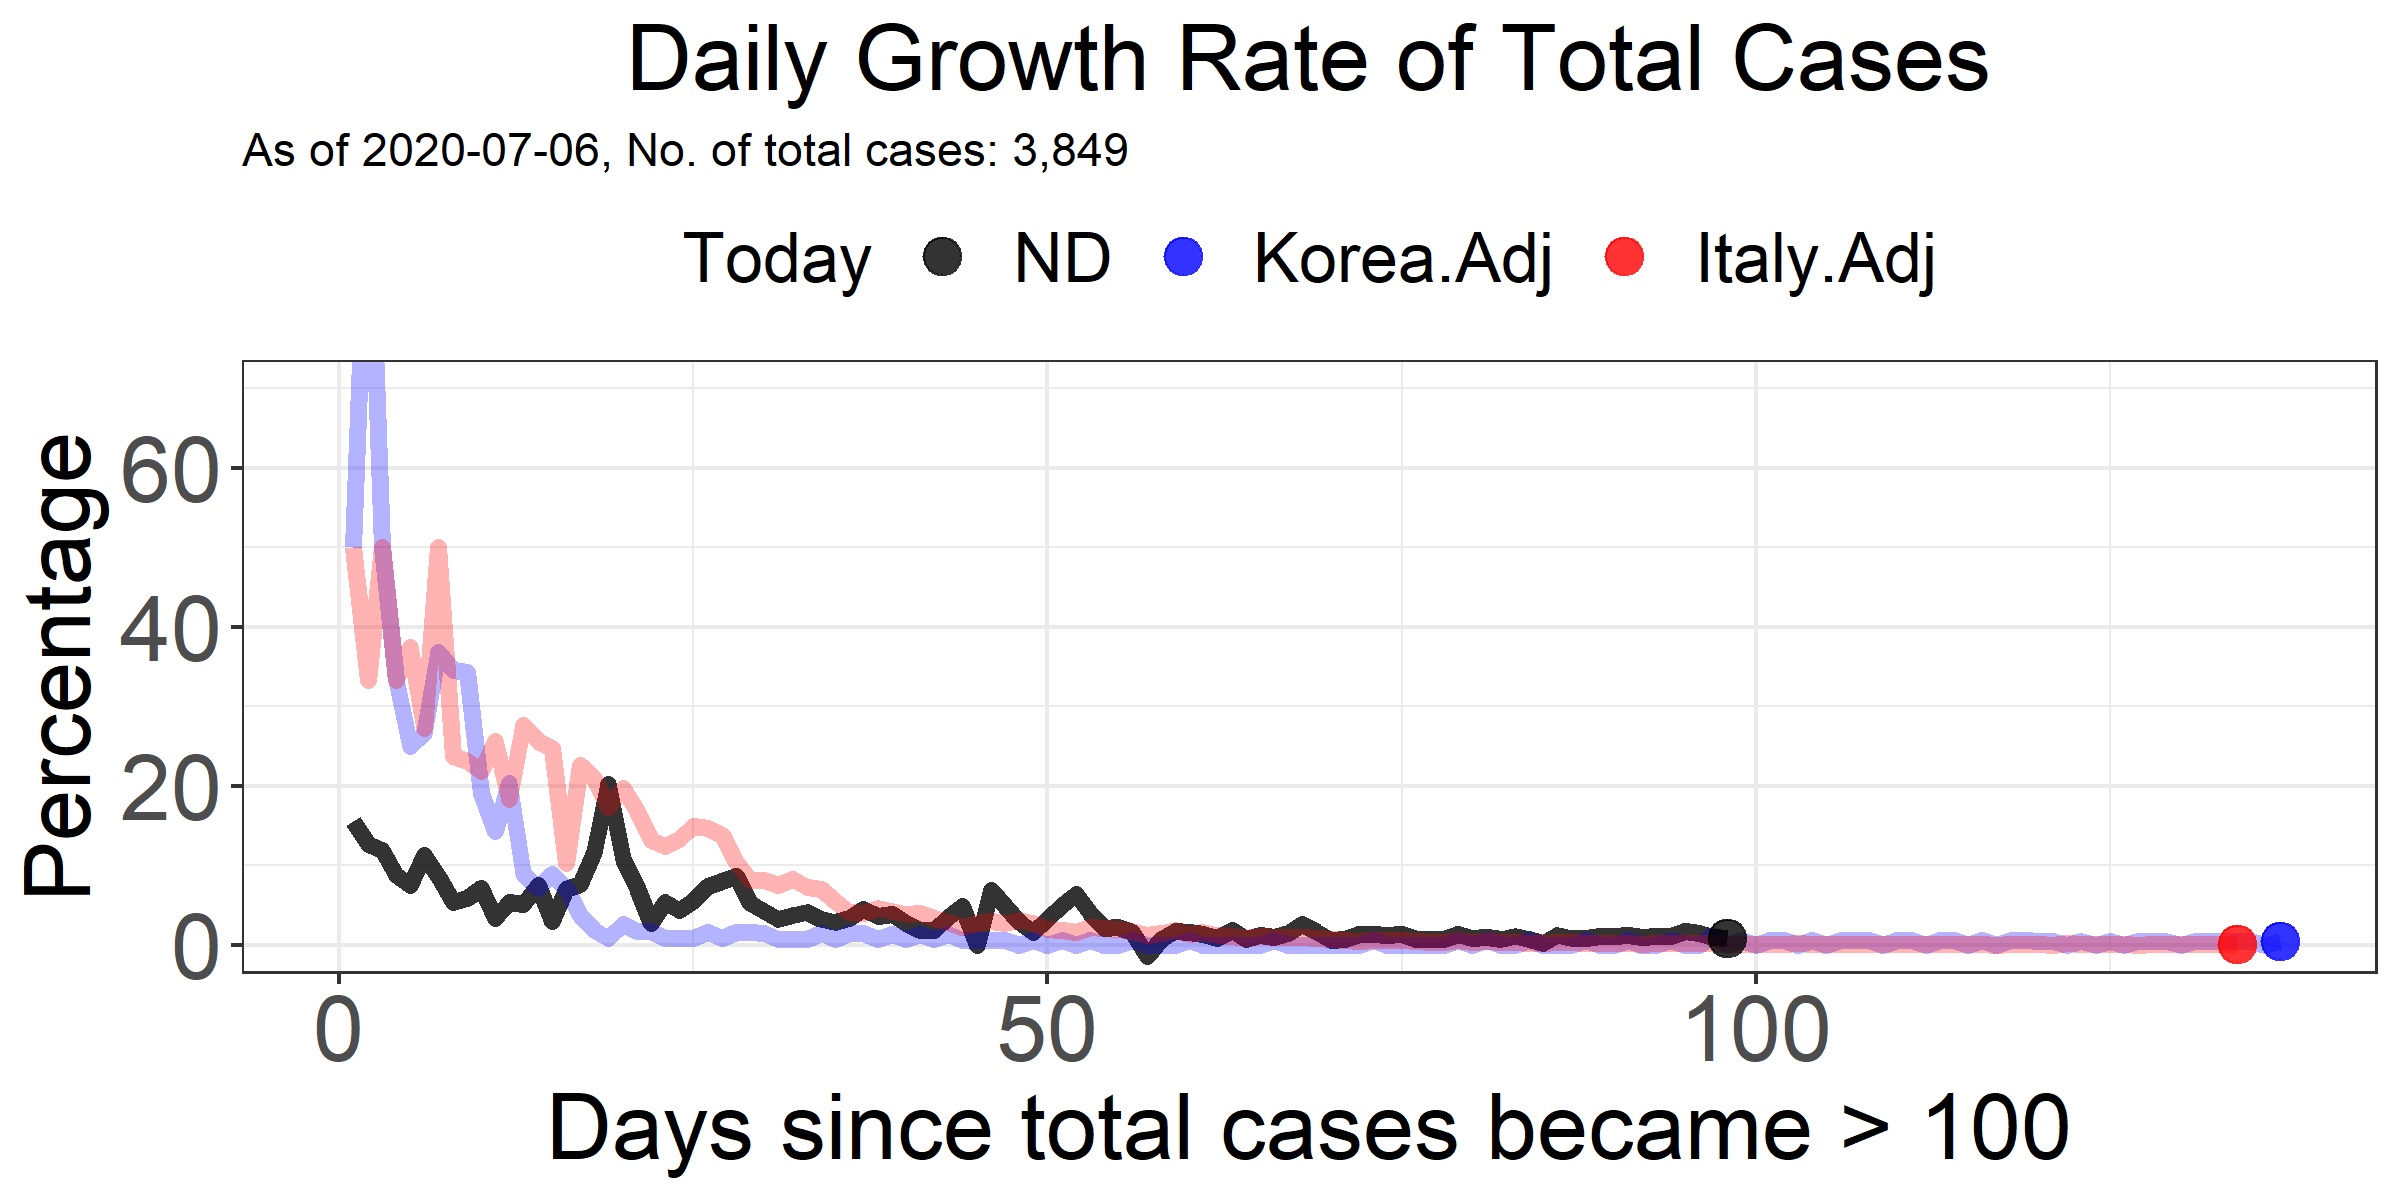 Daily Growth Rate of Total Cases
As of 2020-07-06, No. of total cases: 3,849
Today ND Korea.Adj Italy.Adj
Percentage
60
40
20
0
0 50 100
Days since total cases became > 100